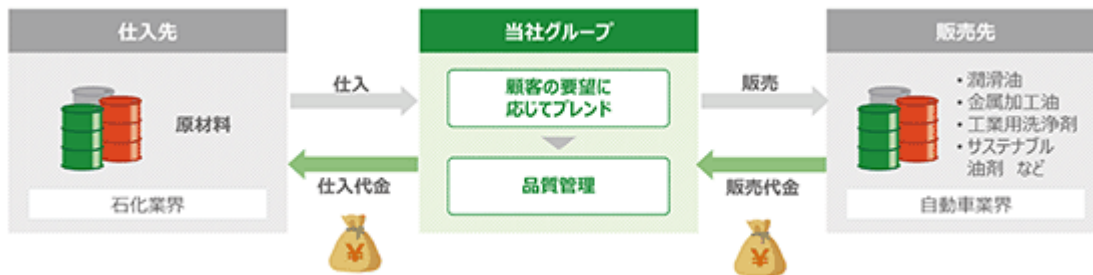 仕入先
当社グループ
販売先
原材料
石化業界
仕入
仕入代金
¥
顧客の要望に
応じてブレンド
品質管理
販売
販売代金
¥
・潤滑油
・金属加工油
・工業用洗浄剤
・サステナブル
油剤 など
自動車業界